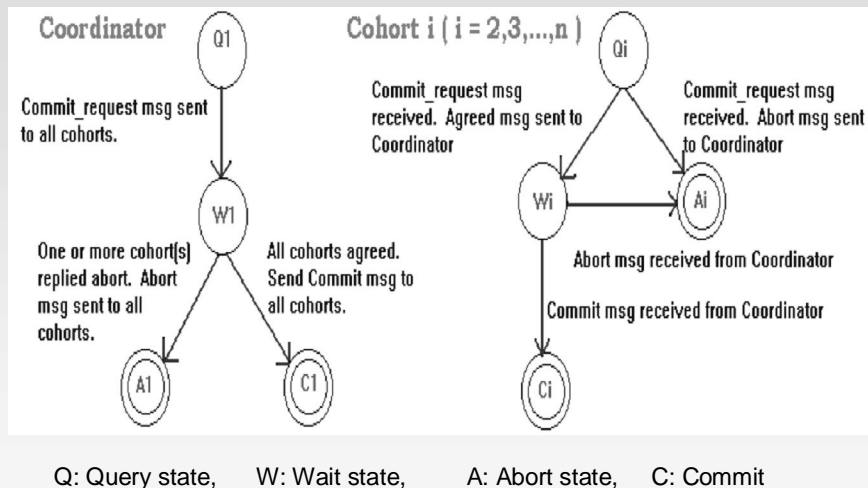 Coordinator
Cohort i ( i = 2,3,...,n )
Q1
Commit_request msg sent
to all cohorts.
W1
One or more cohort(s)
replied abort. Abort
msg sent to all
cohorts.
All cohorts agreed.
Send Commit msg to
all cohorts.
A1
C1
Qi
Commit_request msg
received. Agreed msg sent to
Coordinator
Commit_request msg
received. Abort msg sent
to Coordinator
Wi
Ai
Abort msg received from Coordinator
Commit msg received from Coordinator
Ci
Q: Query state, W: Wait state, A: Abort state, C: Commit